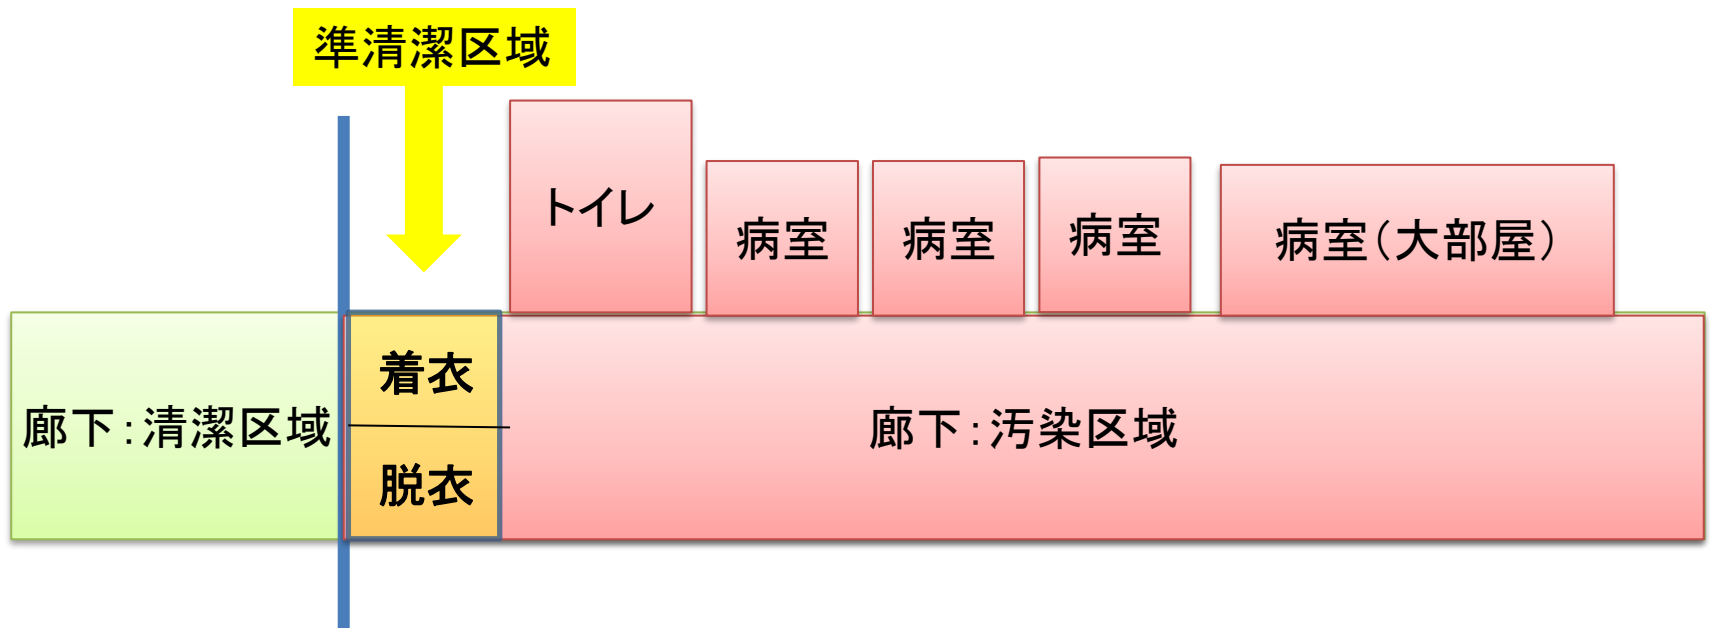 準清潔区域
トイレ
病室
病室
病室
病室（大部屋）
着衣
廊下：清潔区域
廊下：汚染区域
脱衣